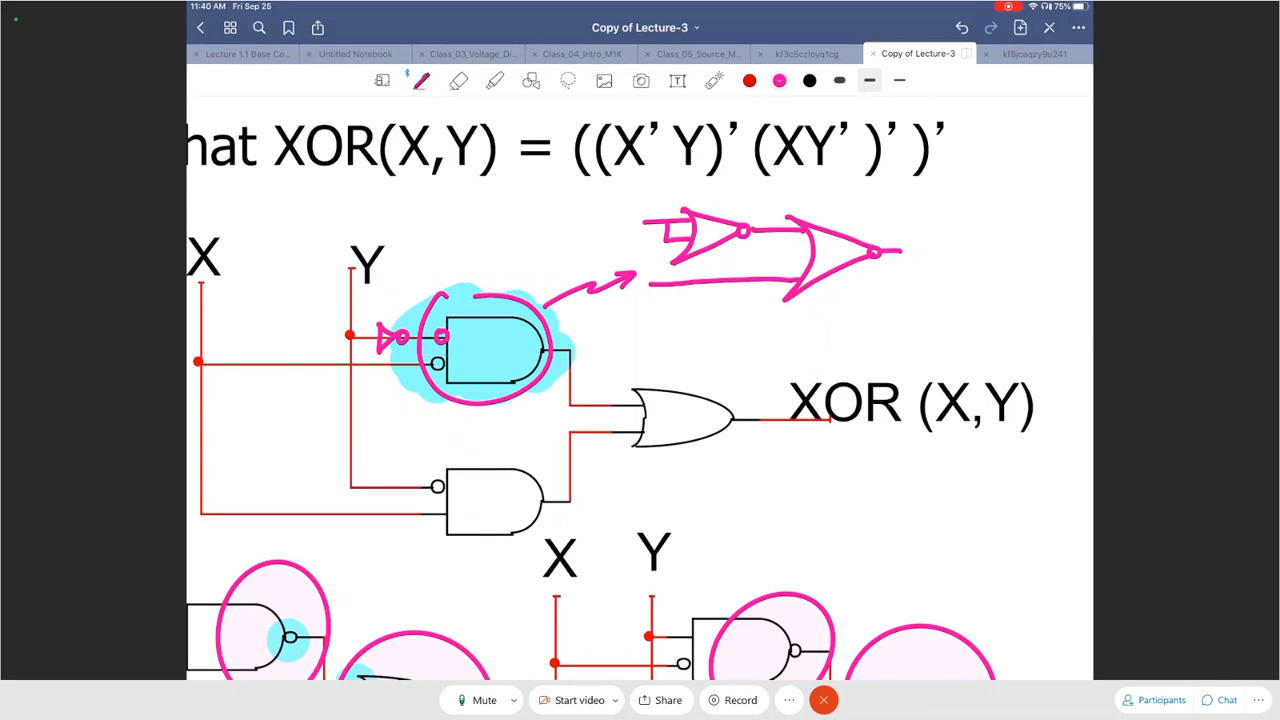 11:40 AM Fri Sep 25
75%
Copy of Lecture-3
Lecture 1.1 Base Co...
Untitled Notebook
Class_03_Voltage_Di...
Class_04_Intro_M1K
Class_05_Source_M...
kf3c5czloyq1cg
Copy of Lecture-3
kf8jcaqzy9u241
hat XOR(X,Y) = ((X’ Y)’ (XY’ )’ )’
X
Y
XOR (X,Y)
X
Y
Mute
Start video
Share
Record
Participants
Chat